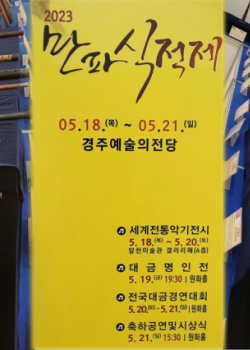 2023
만파식적제
05.18.(목) ~ 05.21.(일)
경주예술의전당
세계전통악기전시
5. 18.(목) ~ 5. 20.(토)
알천미술관 갤러리해(4층)
대금명인전
5. 19.(금) 19:30 | 원화홀
전국대금경연대회
5. 20.(토) ~ 5. 21.(일) | 원화홀
축하공연및시상식
5. 21.(일) 15:30 | 원화홀